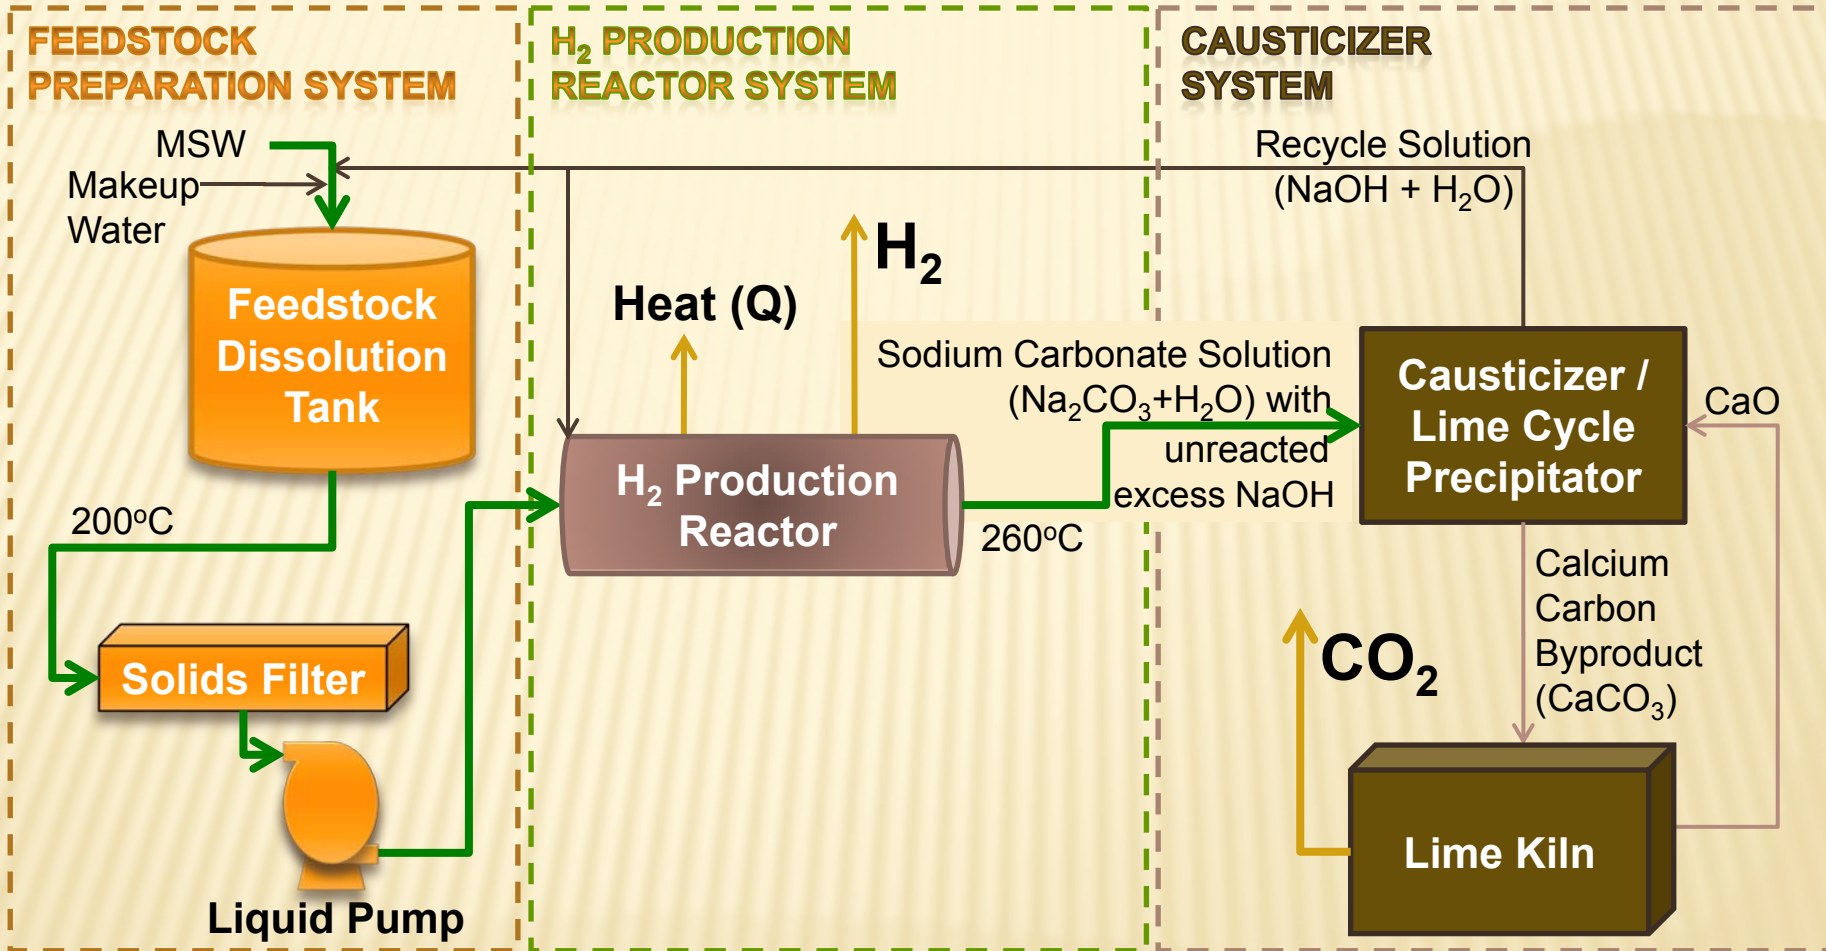 FEEDSTOCK
PREPARATION SYSTEM
MSW
Makeup
Water
Feedstock
Dissolution
Tank
200°C
Solids Filter
Liquid Pump
H₂ PRODUCTION
REACTOR SYSTEM
Heat (Q)
H₂
H₂ Production
Reactor
260°C
Sodium Carbonate Solution
(Na₂CO₃+H₂O) with
unreacted
excess NaOH
CAUSTICIZER
SYSTEM
Recycle Solution
(NaOH + H₂O)
Causticizer /
Lime Cycle
Precipitator
CaO
Calcium
Carbon
Byproduct
(CaCO₃)
CO₂
Lime Kiln